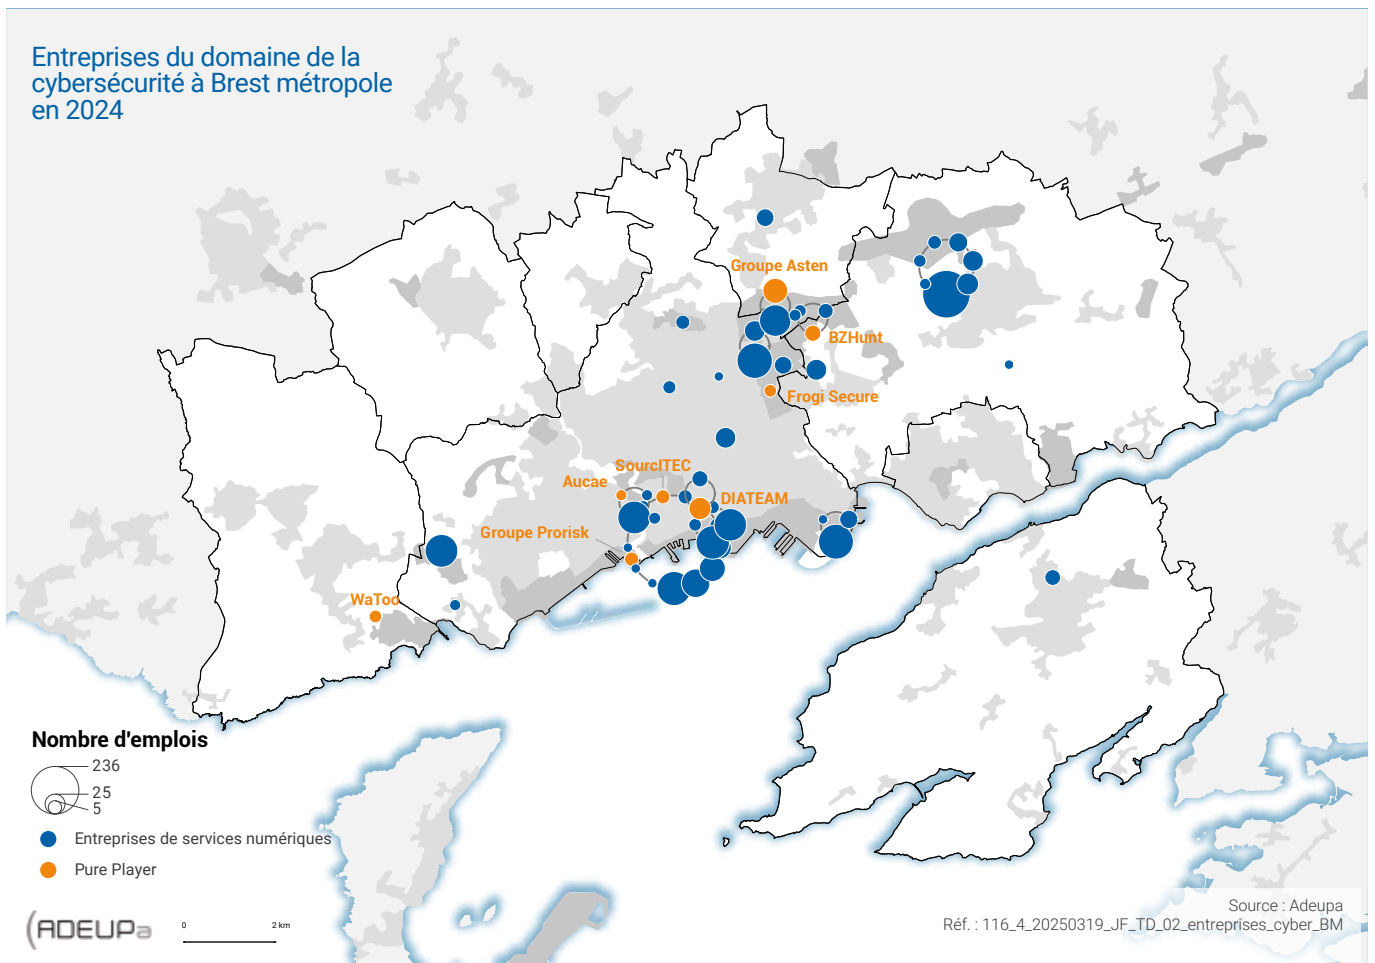 Entreprises du domaine de la
cybersécurité à Brest métropole
en 2024
Groupe Asten
BZHunt
Frogi Secure
SourcITEC
Aucae
DIATEAM
Groupe Prorisk
WaToo
Nombre d'emplois
236
25
5
Entreprises de services numériques
Pure Player
(ADEUPa
0 2 km
Source : Adeupa
Réf. : 116_4_20250319_JF_TD_02_entreprises_cyber_BM